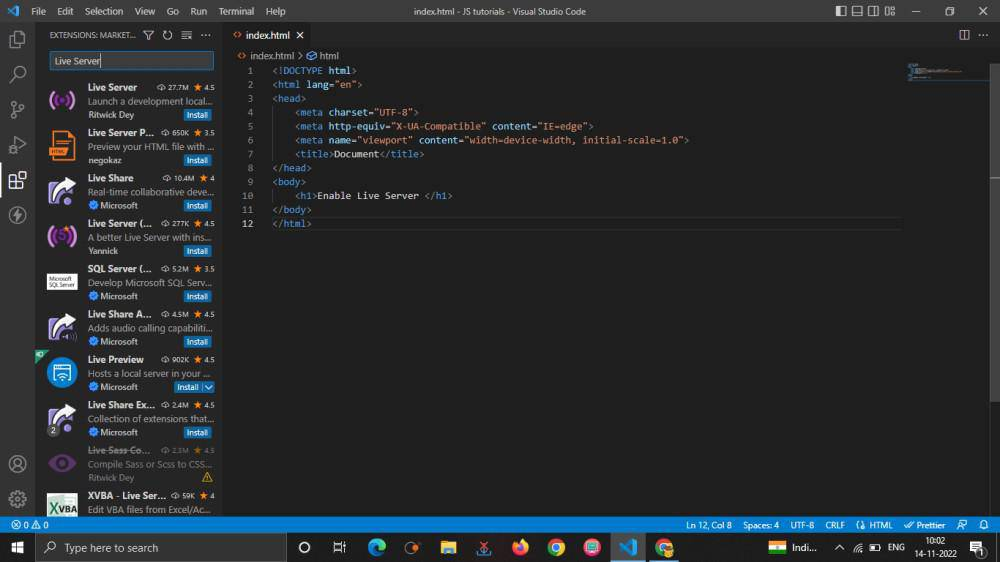 File Edit Selection View Go Run Terminal Help
index.html - JS tutorials - Visual Studio Code
EXTENSIONS: MARKET...
index.html
Live Server
index.html > html
Live Server 27.7M 4.5
Launch a development local...
Ritwick Dey Install
Live Server P... 650K 3.5
Preview your HTML file with ...
negokaz Install
Live Share 10.4M 4
Real-time collaborative deve...
Microsoft Install
Live Server (... 277K 4.5
A better Live Server with ins...
Yannick Install
SQL Server (... 5.2M 3.5
Develop Microsoft SQL Serv...
Microsoft Install
Microsoft
SQL Server
Live Share A... 4.5M 4.5
Adds audio calling capabiliti...
Microsoft Install
Live Preview 902K 4.5
Hosts a local server in your ...
Microsoft Install
Live Share Ex... 2.4M 4.5
Collection of extensions that...
2 Microsoft Install
Live Sass Co... 2.3M 4.5
Compile Sass or Scss to CSS...
Ritwick Dey
XVBA - Live Ser... 59K 4
Edit VBA files from Excel/Ac...
XVBA
1 <!DOCTYPE html>
2 <html lang="en">
3 <head>
4 <meta charset="UTF-8">
5 <meta http-equiv="X-UA-Compatible" content="IE=edge">
6 <meta name="viewport" content="width=device-width, initial-scale=1.0">
7 <title>Document</title>
8 </head>
9 <body>
10 <h1>Enable Live Server </h1>
11 </body>
12 </html>
0 0
Ln 12, Col 8 Spaces: 4 UTF-8 CRLF HTML Prettier
Type here to search
Indi... ENG
10:02
14-11-2022
1